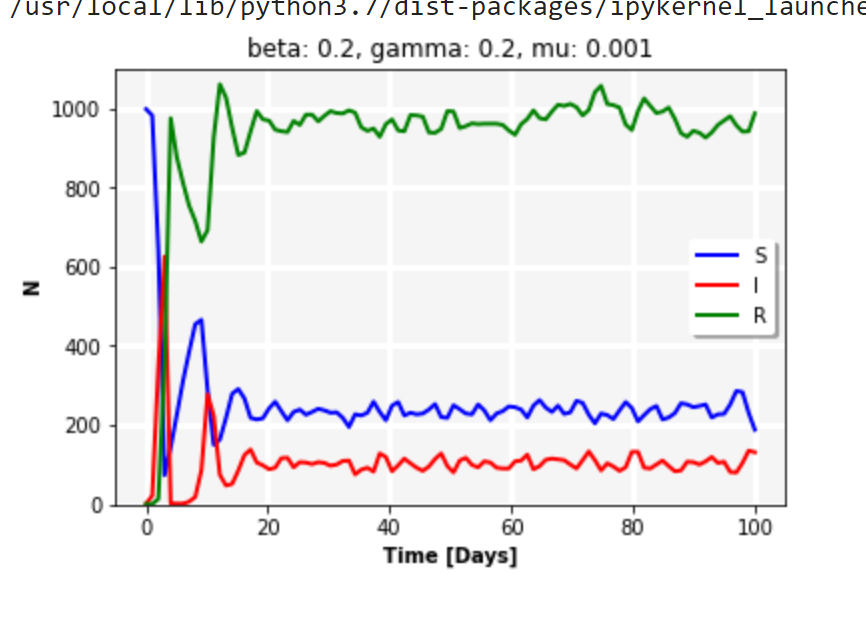 /usr/local/lib/python3.7/dist-packages/ipykernel_launche
beta: 0.2, gamma: 0.2, mu: 0.001
1000
800
600
400
200
0
N
S
I
R
0 20 40 60 80 100
Time [Days]